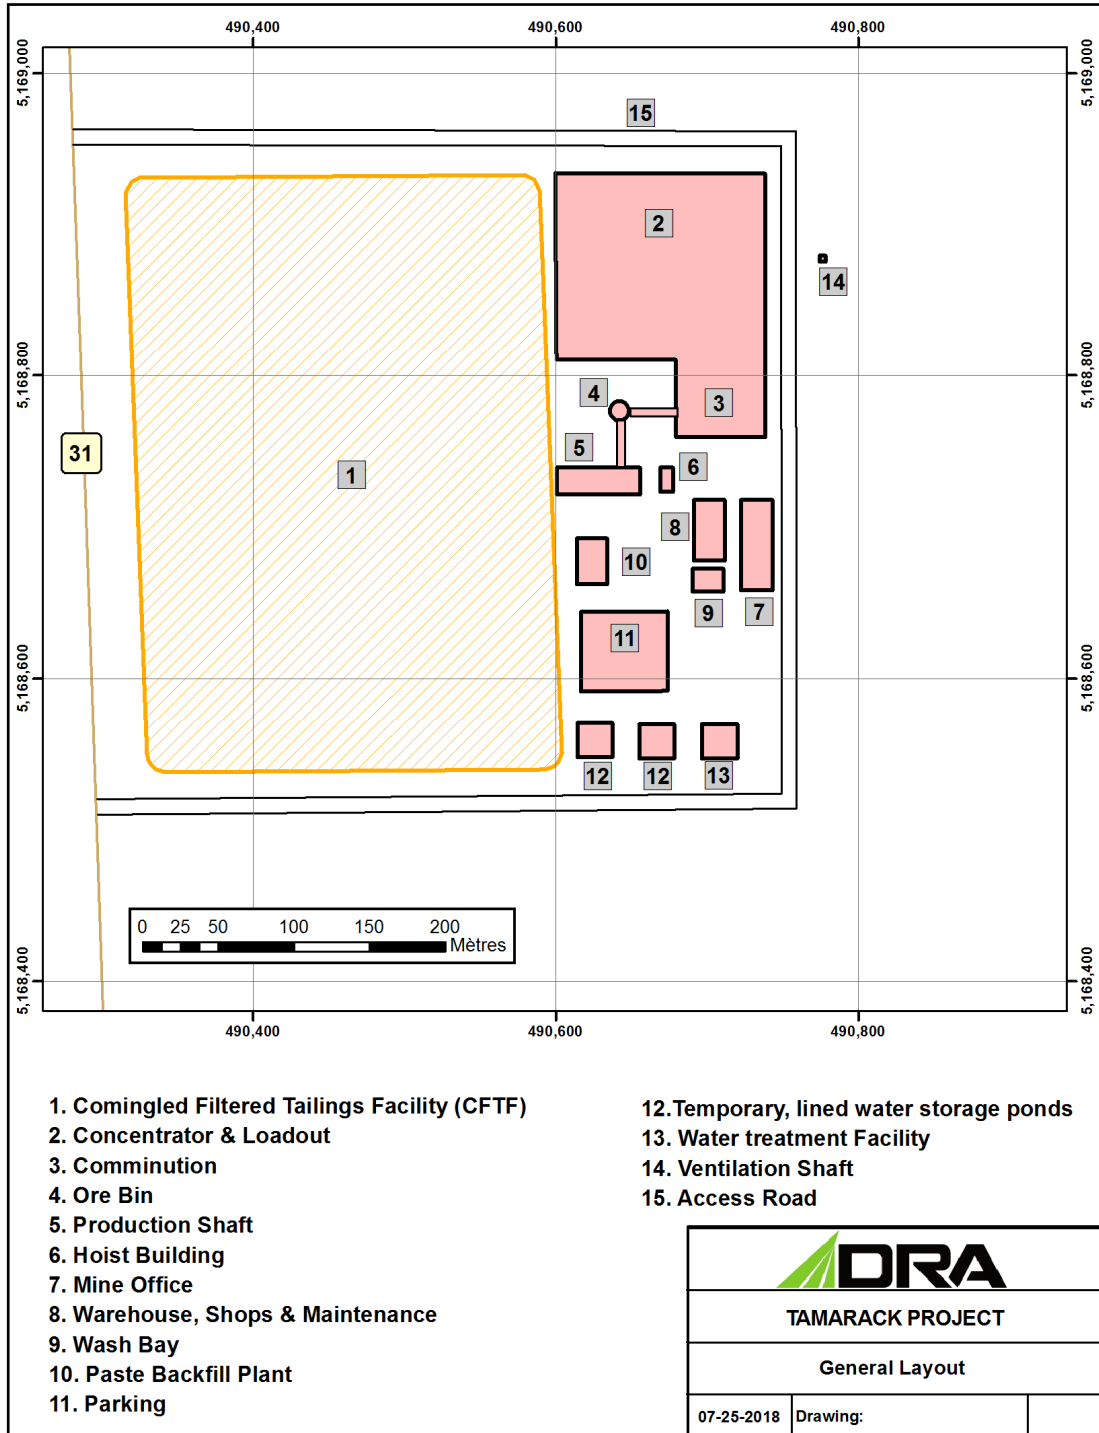 490,400 490,600 490,800
5,169,000 5,169,000
15
2
14
5,168,800 5,168,800
4 3
31
5
6
1
8
10
9 7
11
5,168,600 5,168,600
12 12 13
0 25 50 100 150 200
Mètres
5,168,400 5,168,400
490,400 490,600 490,800
1. Comingled Filtered Tailings Facility (CFTF)
2. Concentrator & Loadout
3. Comminution
4. Ore Bin
5. Production Shaft
6. Hoist Building
7. Mine Office
8. Warehouse, Shops & Maintenance
9. Wash Bay
10. Paste Backfill Plant
11. Parking
12.Temporary, lined water storage ponds
13. Water treatment Facility
14. Ventilation Shaft
15. Access Road
DRA
TAMARACK PROJECT
General Layout
07-25-2018 Drawing: